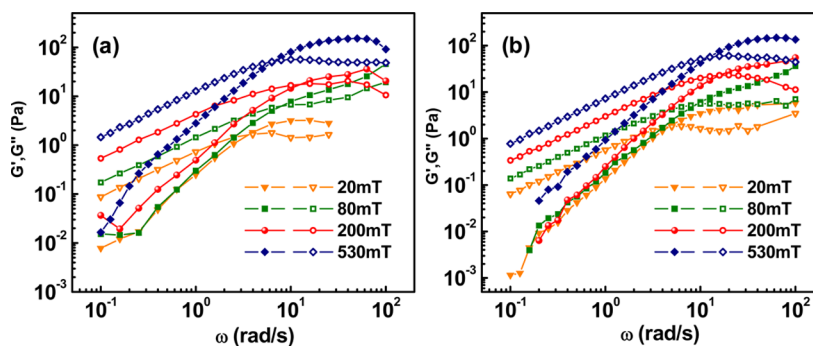 (a)
G',G'' (Pa)
10²
10¹
10⁰
10⁻¹
10⁻²
10⁻³
20mT
80mT
200mT
530mT
10⁻¹ 10⁰ 10¹ 10²
ω (rad/s)
(b)
G',G'' (Pa)
10²
10¹
10⁰
10⁻¹
10⁻²
10⁻³
20mT
80mT
200mT
530mT
10⁻¹ 10⁰ 10¹ 10²
ω (rad/s)